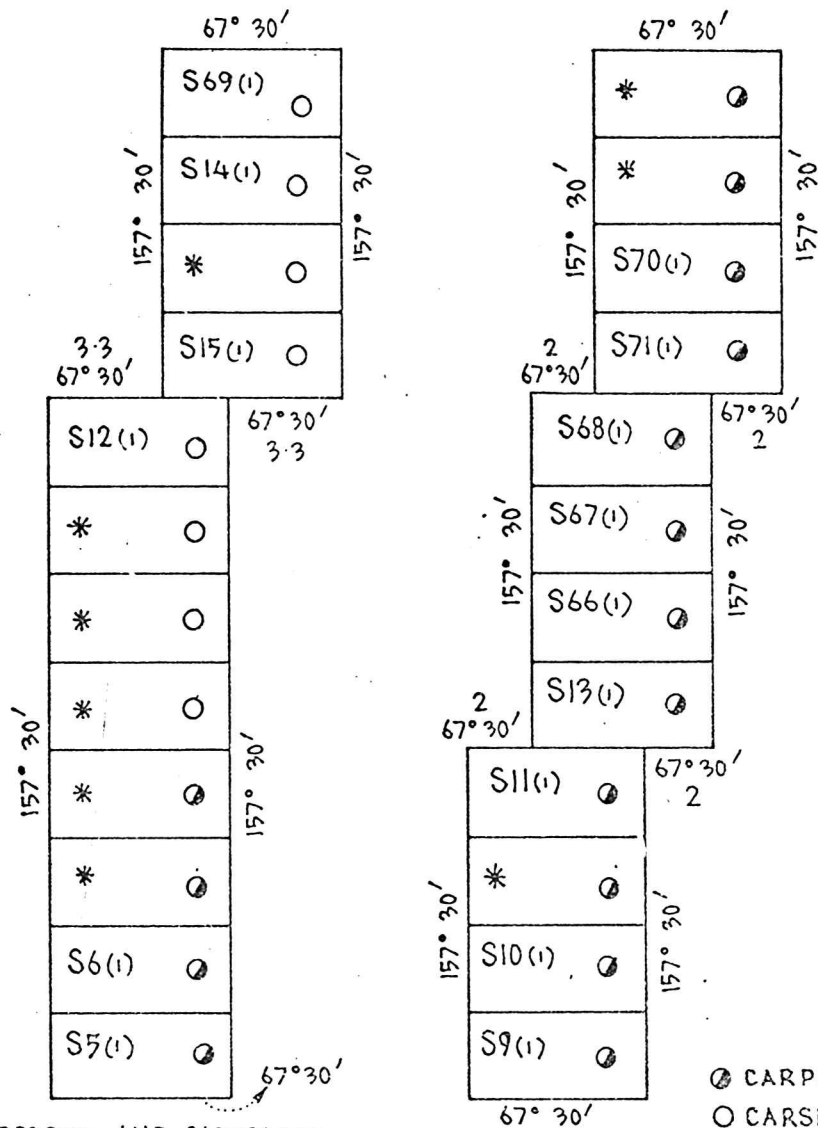 67° 30′
S69(1)
S14(1)
157° 30′
157° 30′
*
S15(1)
3·3
67° 30′
S12(1)
67° 30′
3·3
*
*
*
157° 30′
157° 30′
*
*
S6(1)
S5(1)
67° 30′
67° 30′
*
*
157° 30′
157° 30′
S70(1)
S71(1)
2
67° 30′
67° 30′
2
S68(1)
S67(1)
157° 30′
157° 30′
S66(1)
S13(1)
2
67° 30′
67° 30′
2
S11(1)
*
157° 30′
157° 30′
S10(1)
S9(1)
67° 30′
CARP
CARS